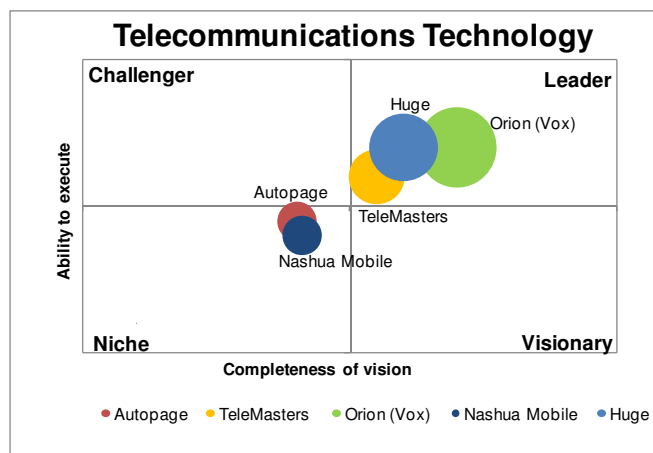 Telecommunications Technology
Challenger
Leader
Huge
Orion (Vox)
Autopage
TeleMasters
Nashua Mobile
Ability to execute
Niche
Visionary
Completeness of vision
Autopage TeleMasters Orion (Vox) Nashua Mobile Huge